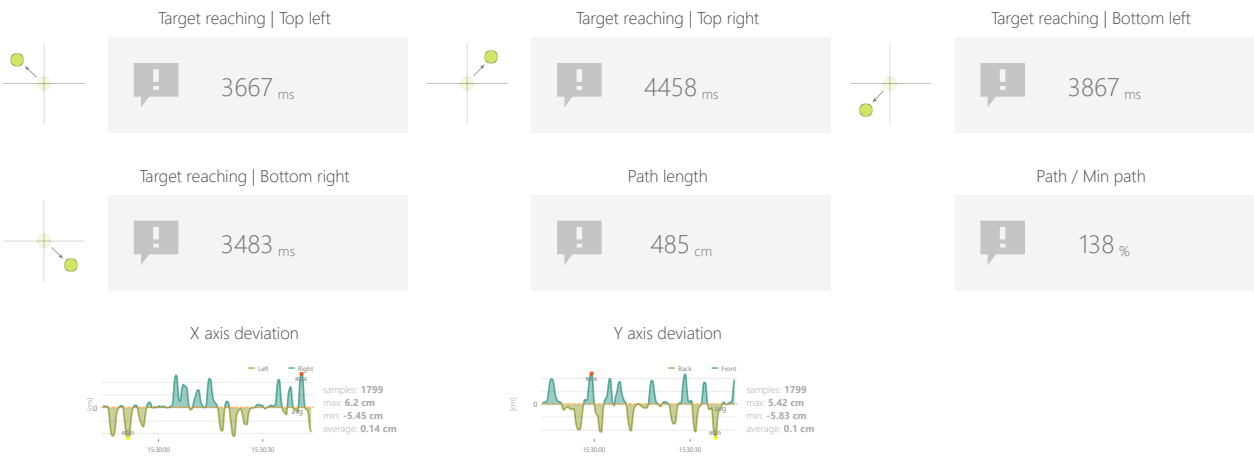 Target reaching | Top left
Target reaching | Top right
Target reaching | Bottom left
3667 ms
4458 ms
3867 ms
Target reaching | Bottom right
Path length
Path / Min path
3483 ms
485 cm
138 %
X axis deviation
Y axis deviation
Left Right
max
[cm]
0
avg
min
15:30:00 15:30:30
samples: 1799
max: 6.2 cm
min: -5.45 cm
average: 0.14 cm
Back Front
max
[cm]
0
avg
min
15:30:00 15:30:30
samples: 1799
max: 5.42 cm
min: -5.83 cm
average: 0.1 cm